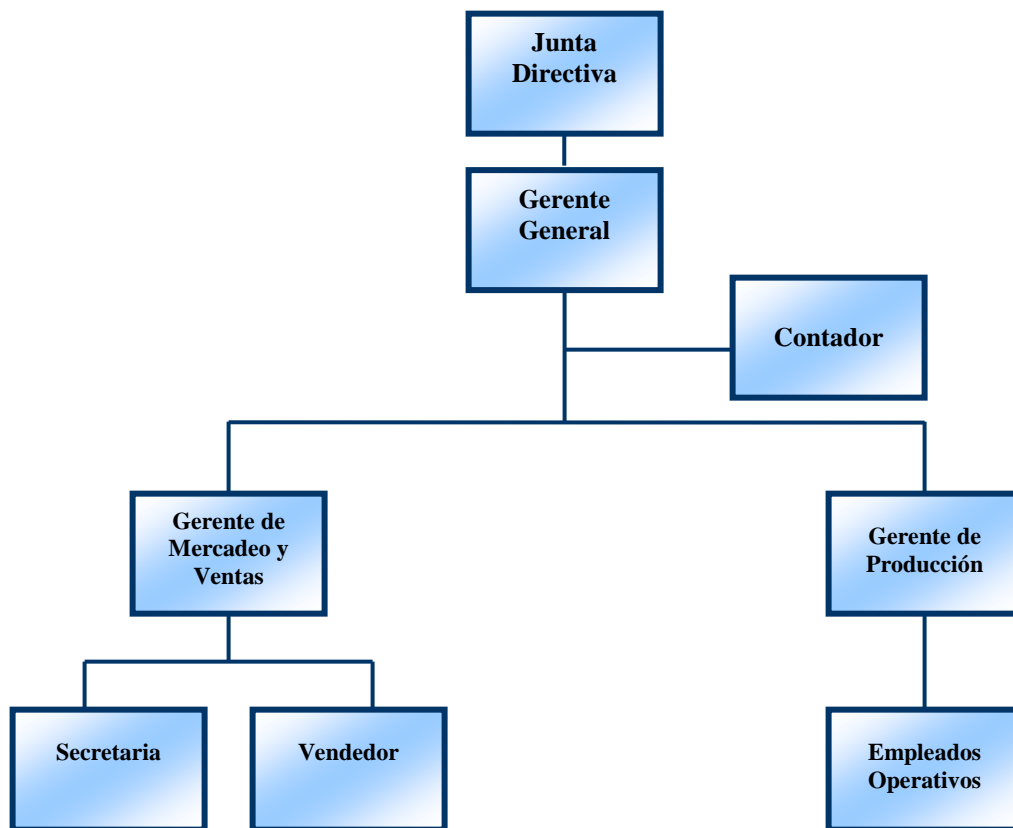 Junta
Directiva
Gerente
General
Contador
Gerente de
Mercadeo y
Ventas
Gerente de
Producción
Secretaria
Vendedor
Empleados
Operativos